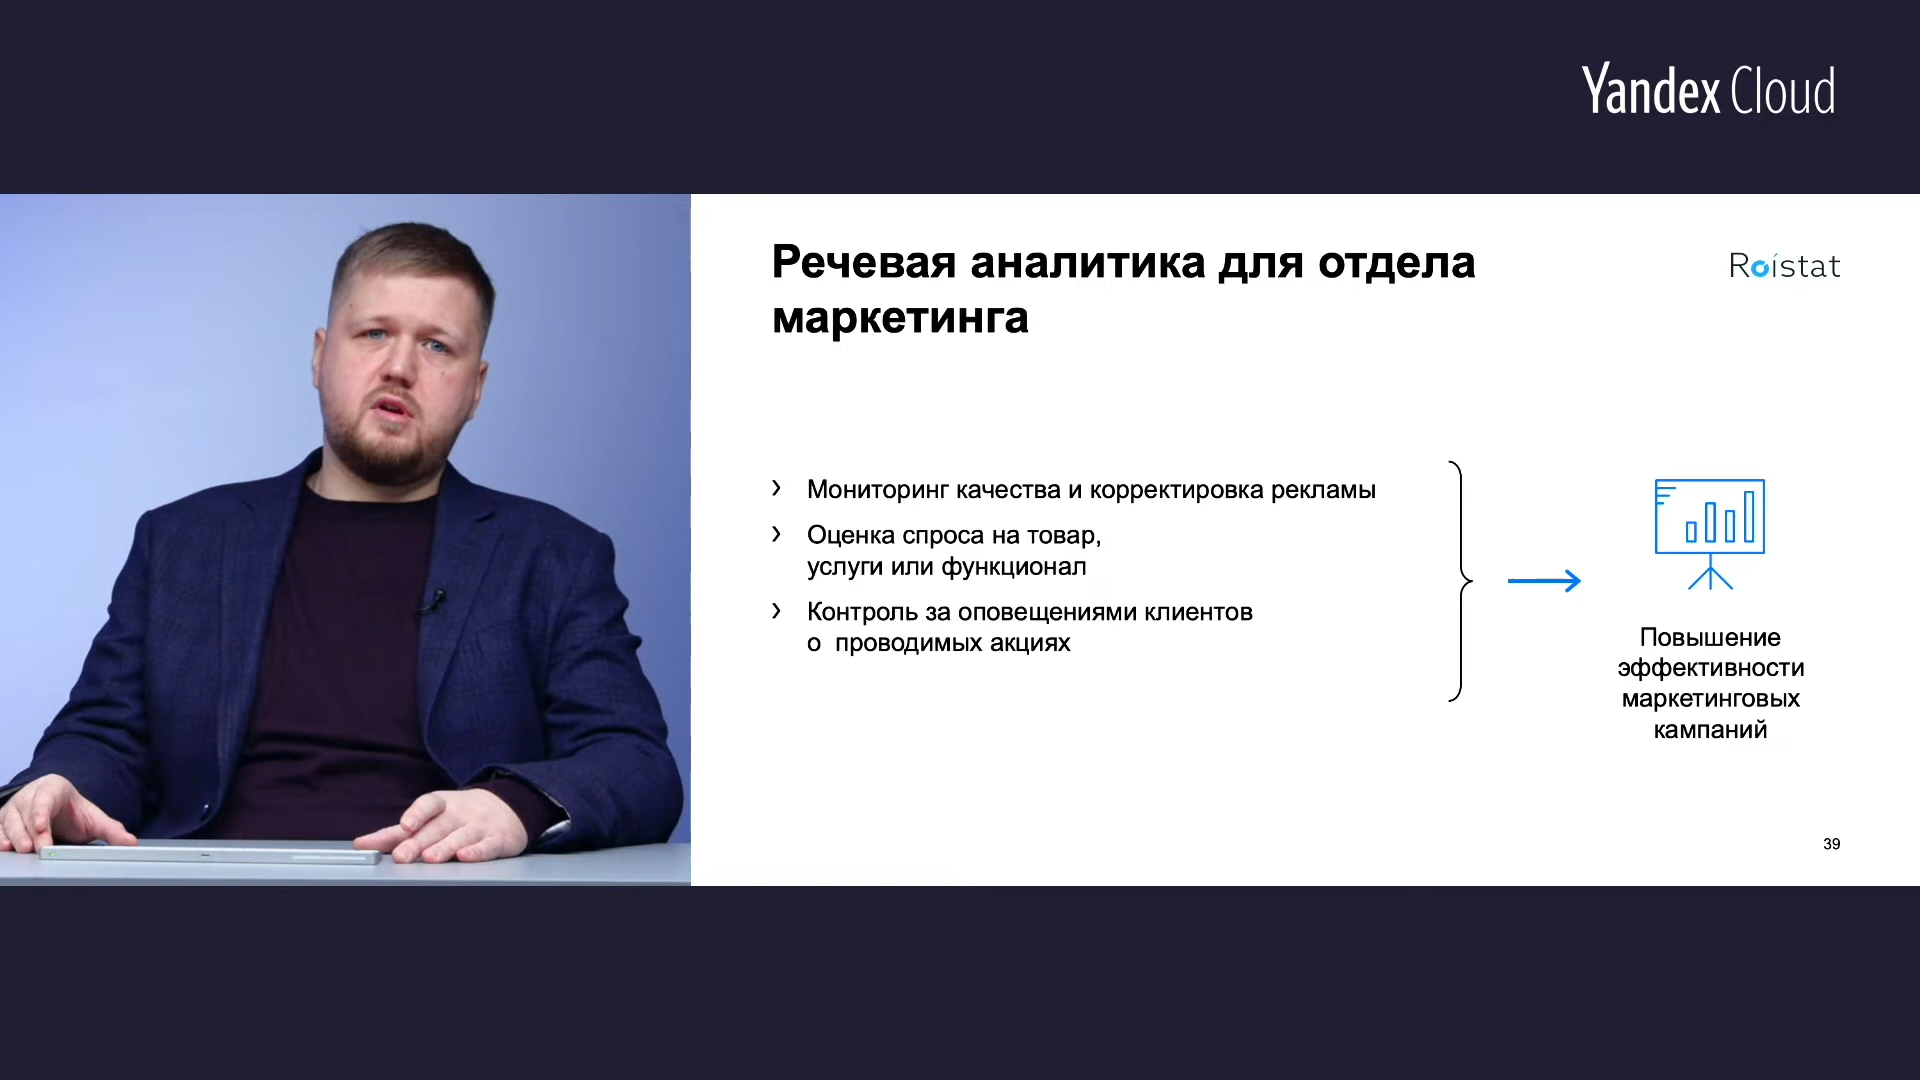 Yandex Cloud
Речевая аналитика для отдела
маркетинга
Roistat
› Мониторинг качества и корректировка рекламы
› Оценка спроса на товар,
услуги или функционал
› Контроль за оповещениями клиентов
о  проводимых акциях
Повышение
эффективности
маркетинговых
кампаний
39